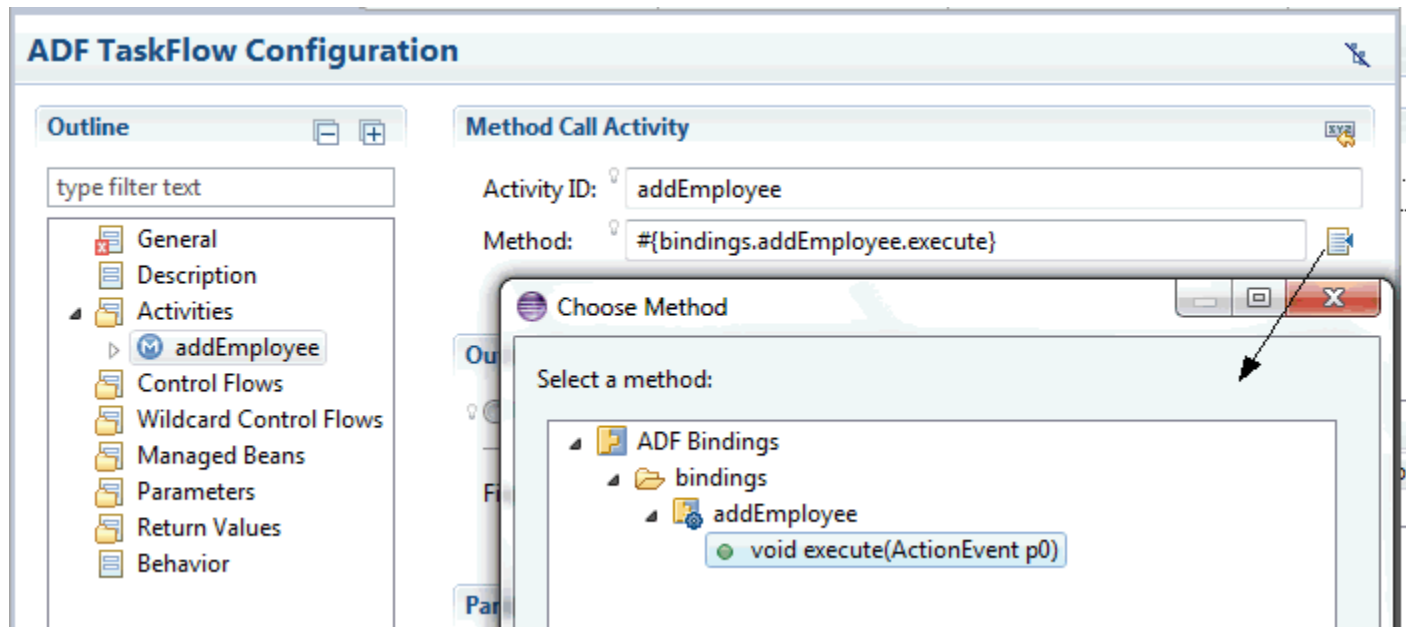 ADF TaskFlow Configuration
Outline
type filter text
General
Description
Activities
addEmployee
Control Flows
Wildcard Control Flows
Managed Beans
Parameters
Return Values
Behavior
Method Call Activity
Activity ID: addEmployee
Method: #{bindings.addEmployee.execute}
Choose Method
Select a method:
ADF Bindings
bindings
addEmployee
void execute(ActionEvent p0)